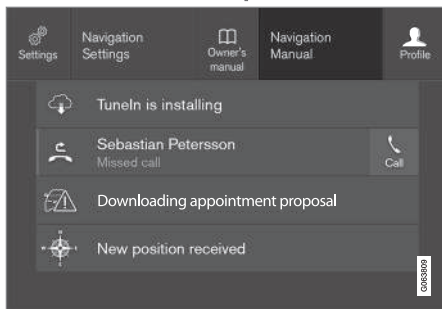 Settings
Navigation
Settings
Owner's
manual
Navigation
Manual
Profile
TuneIn is installing
Sebastian Petersson
Missed call
Call
Downloading appointment proposal
New position received
G063809